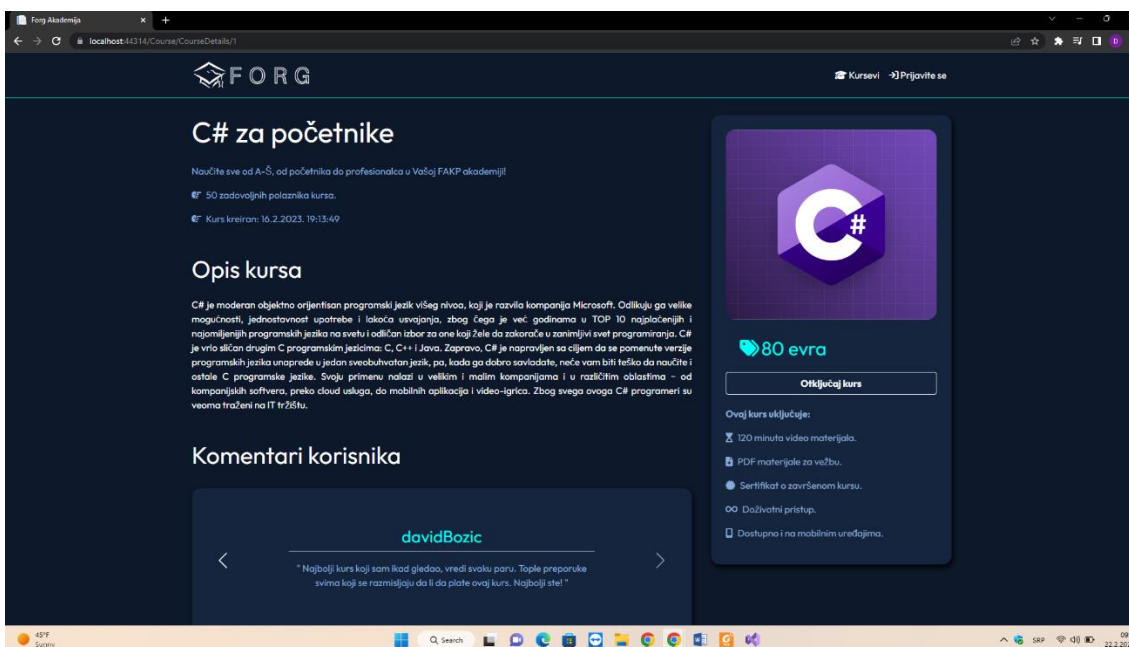 Forg Akademija
localhost:44314/Course/CourseDetails/1
FORG
Kursevi
Prijavite se
C# za početnike
Naučite sve od A-Š, od početnika do profesionalca u Vašoj FAKP akademiji!
50 zadovoljnih polaznika kursa.
Kurs kreiran: 16.2.2023. 19:13:49
Opis kursa
C# je moderan objektno orijentisan programski jezik višeg nivoa, koji je razvila kompanija Microsoft. Odlikuju ga velike
mogućnosti, jednostavnost upotrebe i lakoća usvajanja, zbog čega je već godinama u TOP 10 najplaćenijih i
najomiljenijih programskih jezika na svetu i odličan izbor za one koji žele da zakorače u zanimljivi svet programiranja. C#
je vrlo sličan drugim C programskim jezicima: C, C++ i Java. Zapravo, C# je napravljen sa ciljem da se pomenute verzije
programskih jezika unaprede u jedan sveobuhvatan jezik, pa, kada ga dobro savladate, neće vam biti teško da naučite i
ostale C programske jezike. Svoju primenu nalazi u velikim i malim kompanijama i u različitim oblastima – od
kompanijskih softvera, preko cloud usluga, do mobilnih aplikacija i video-igrica. Zbog svega ovoga C# programeri su
veoma traženi na IT tržištu.
Komentari korisnika
davidBozic
" Najbolji kurs koji sam ikad gledao, vredi svaku paru. Tople preporuke
svima koji se razmisljaju da li da plate ovaj kurs. Najbolji ste! "
C#
80 evra
Otključaj kurs
Ovaj kurs uključuje:
120 minuta video materijala.
PDF materijale za vežbu.
Sertifikat o završenom kursu.
Doživotni pristup.
Dostupno i na mobilnim uređajima.
45°F
Sunny
Search
SRP
09
22.2.202